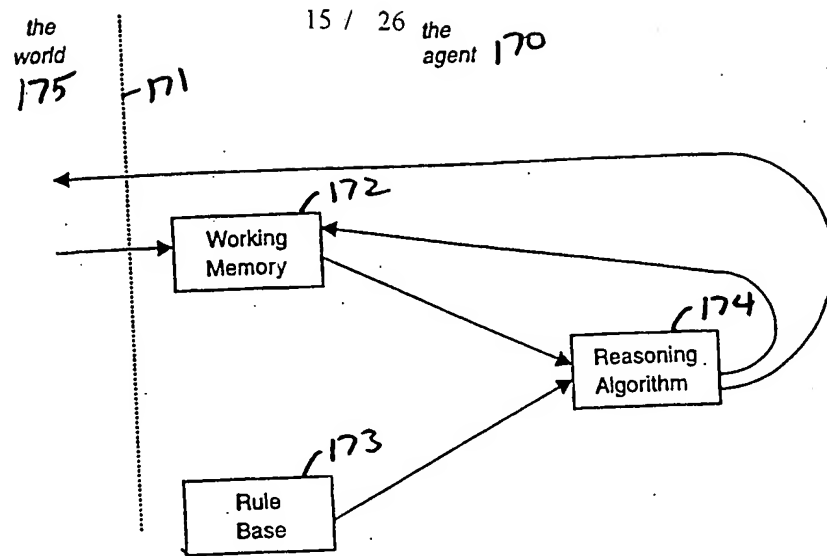 the
world
175
171
15 / 26
the
agent 170
172
Working
Memory
174
Reasoning
Algorithm
173
Rule
Base